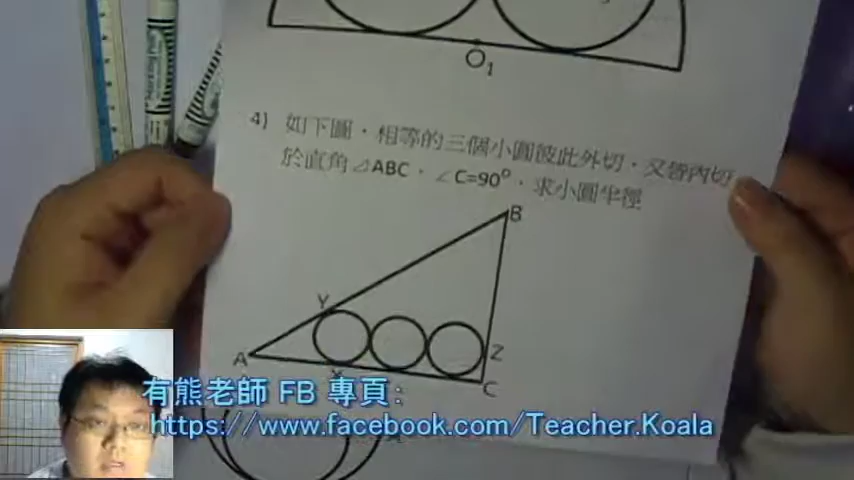 O₁
4) 如下圖，相等的三個小圓彼此外切，又皆內切
於直角⊿ABC，∠C=90°，求小圓半徑
B
Y
A
Z
X
C
有熊老師 FB 專頁:
https://www.facebook.com/Teacher.Koala